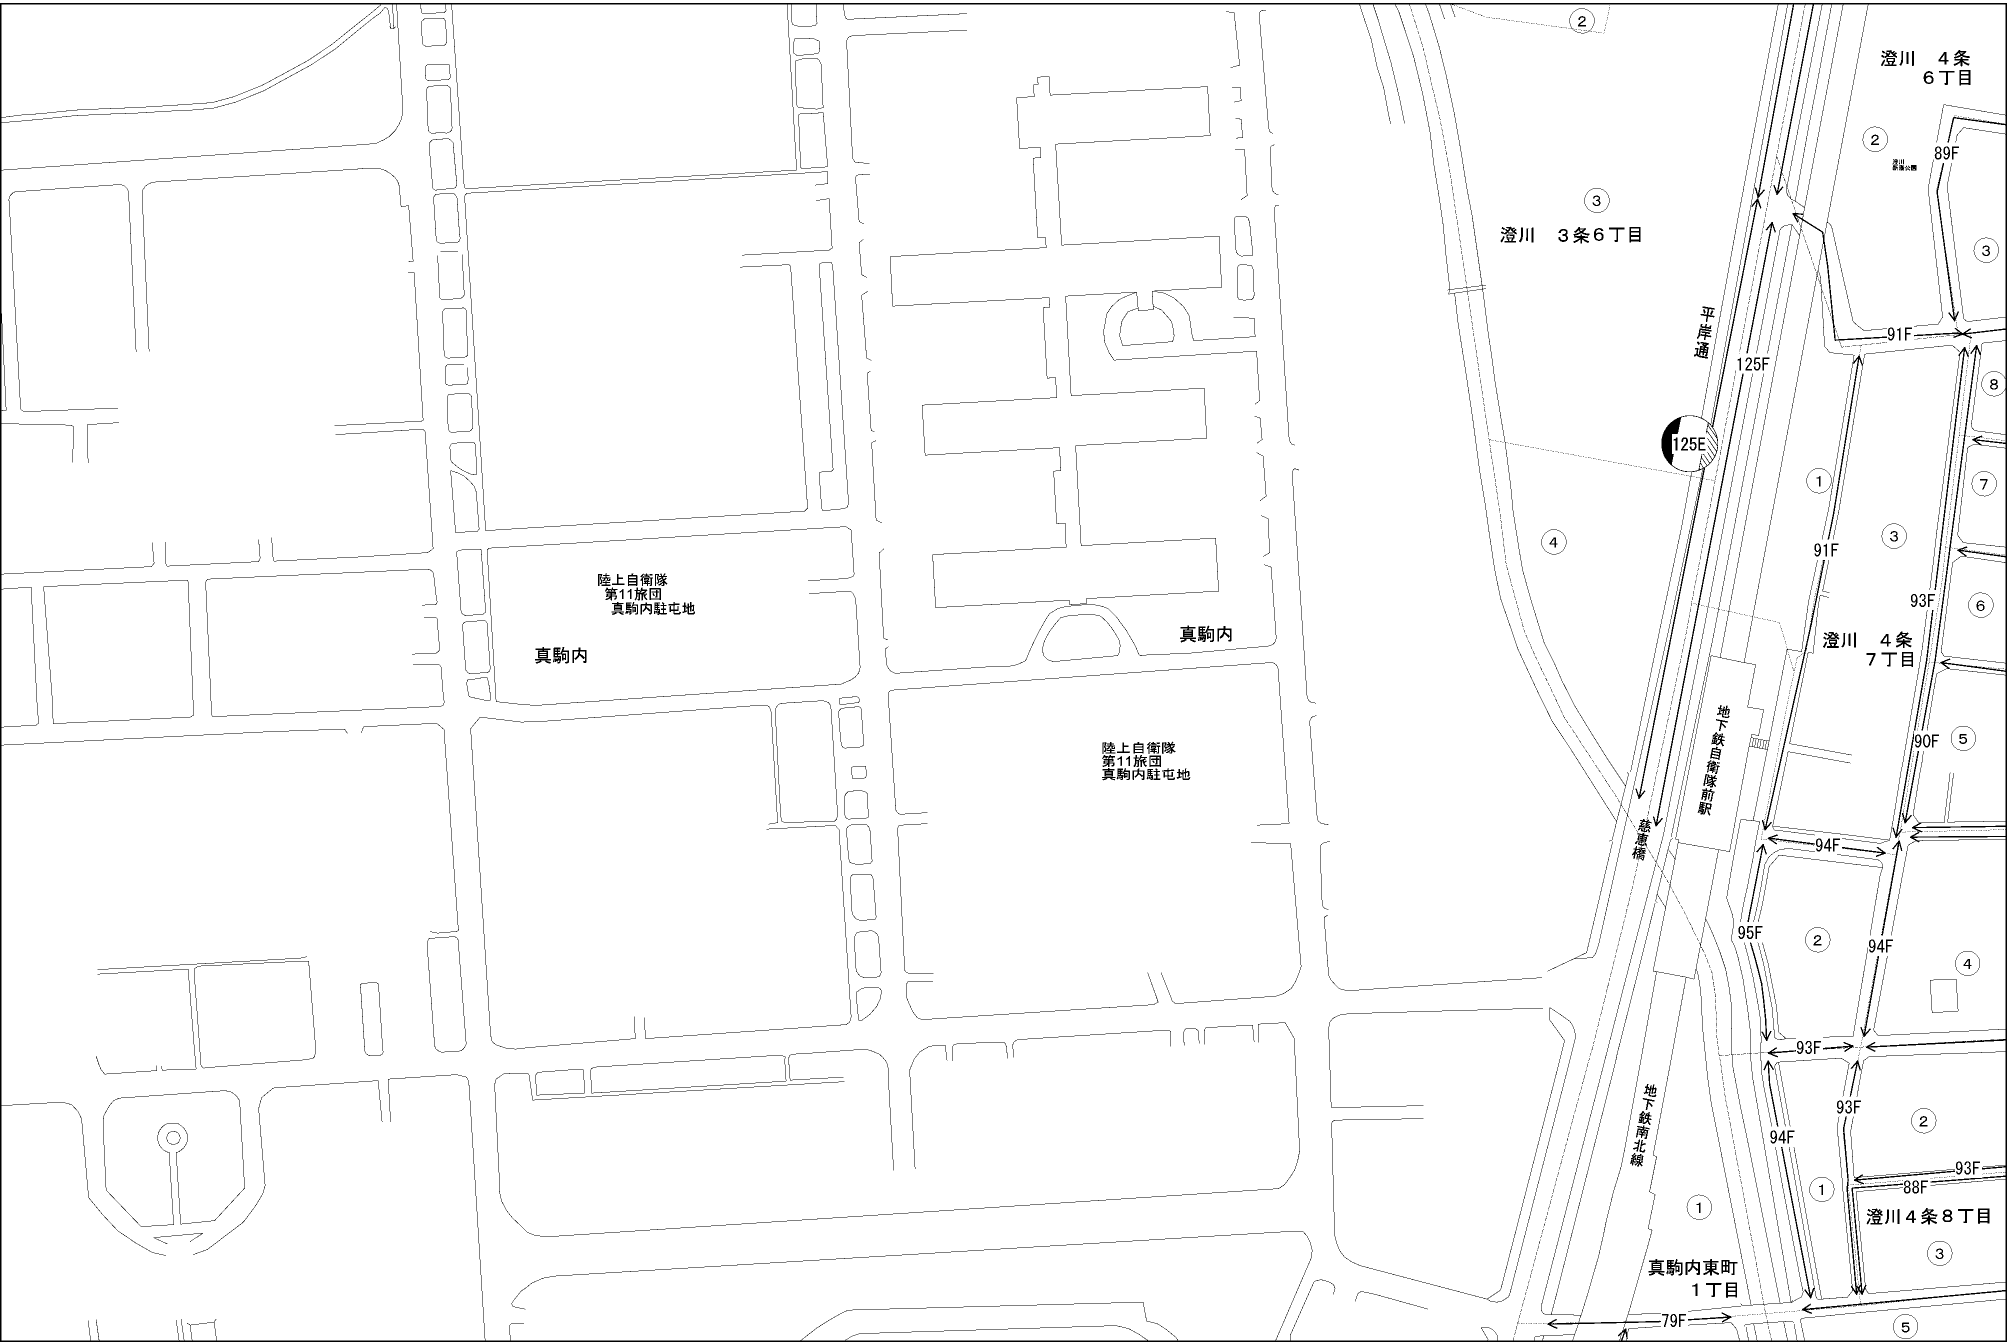 ②
澄川　４条
６丁目
②
89F
澄川
③
③
澄川　３条６丁目
平岸通
91F
125F
⑧
125E
①
⑦
④
③
91F
陸上自衛隊
第11旅団
真駒内駐屯地
93F
⑥
真駒内
澄川　４条
７丁目
真駒内
地下鉄自衛隊前駅
90F
⑤
陸上自衛隊
第11旅団
真駒内駐屯地
慈恵橋
94F
95F
②
94F
④
93F
地下鉄南北線
93F
②
94F
93F
88F
①
①
澄川４条８丁目
③
真駒内東町
１丁目
79F
⑤